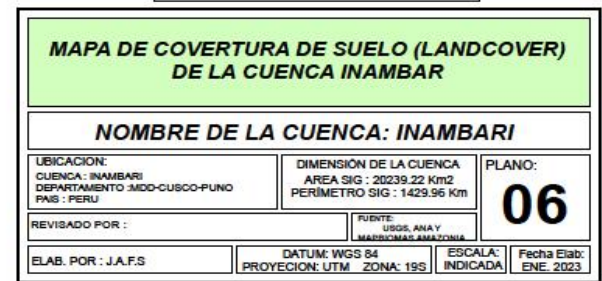 MAPA DE COVERTURA DE SUELO (LANDCOVER)
DE LA CUENCA INAMBAR
NOMBRE DE LA CUENCA: INAMBARI
UBICACION:
CUENCA : INAMBARI
DEPARTAMENTO :MDD-CUSCO-PUNO
PAIS : PERU
DIMENSIÓN DE LA CUENCA
AREA SIG : 20239.22 Km2
PERÍMETRO SIG : 1429.96 Km
PLANO:
06
REVISADO POR :
FUENTE:
USGS, ANA Y
MAPBIOMAS AMAZONIA
ELAB. POR : J.A.F.S
DATUM: WGS 84
PROYECION: UTM ZONA: 19S
ESCALA:
INDICADA
Fecha Elab:
ENE. 2023